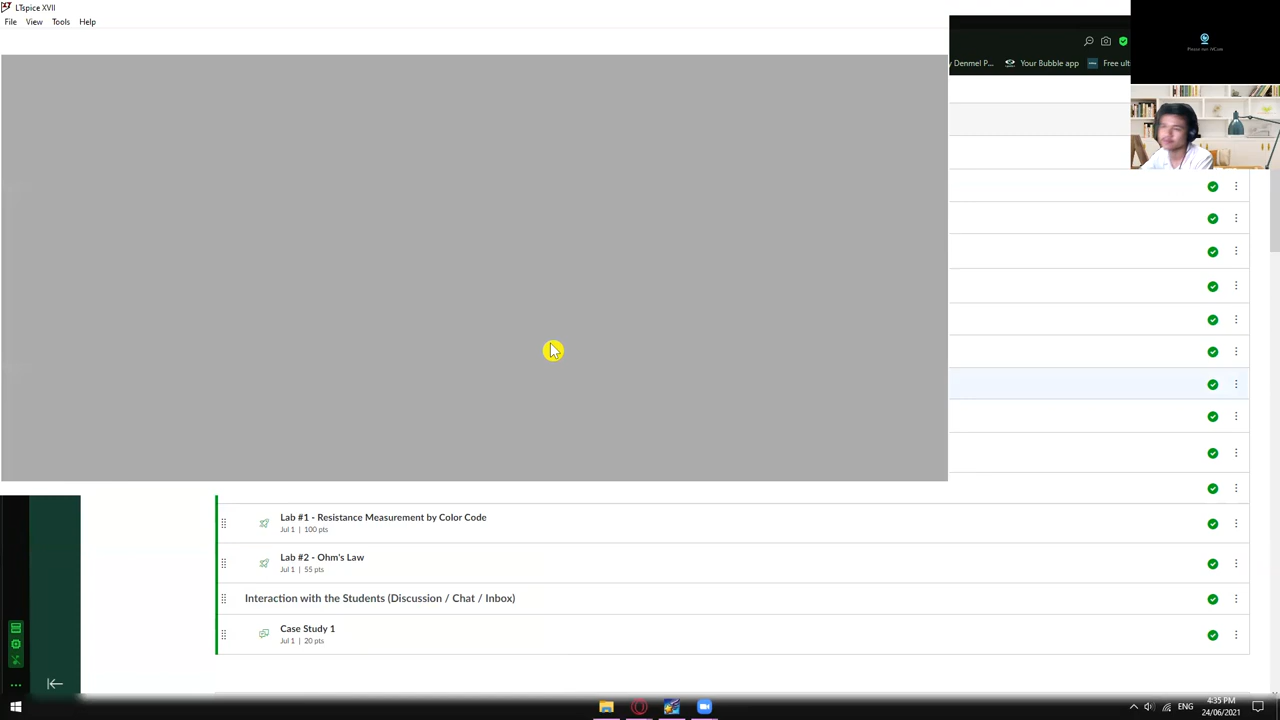 LTspice XVII
File View Tools Help
Denmel P...
Your Bubble app
Free ult
Lab #1 - Resistance Measurement by Color Code
Jul 1 | 100 pts
Lab #2 - Ohm's Law
Jul 1 | 55 pts
Interaction with the Students (Discussion / Chat / Inbox)
Case Study 1
Jul 1 | 20 pts
ENG
4:35 PM
24/06/2021